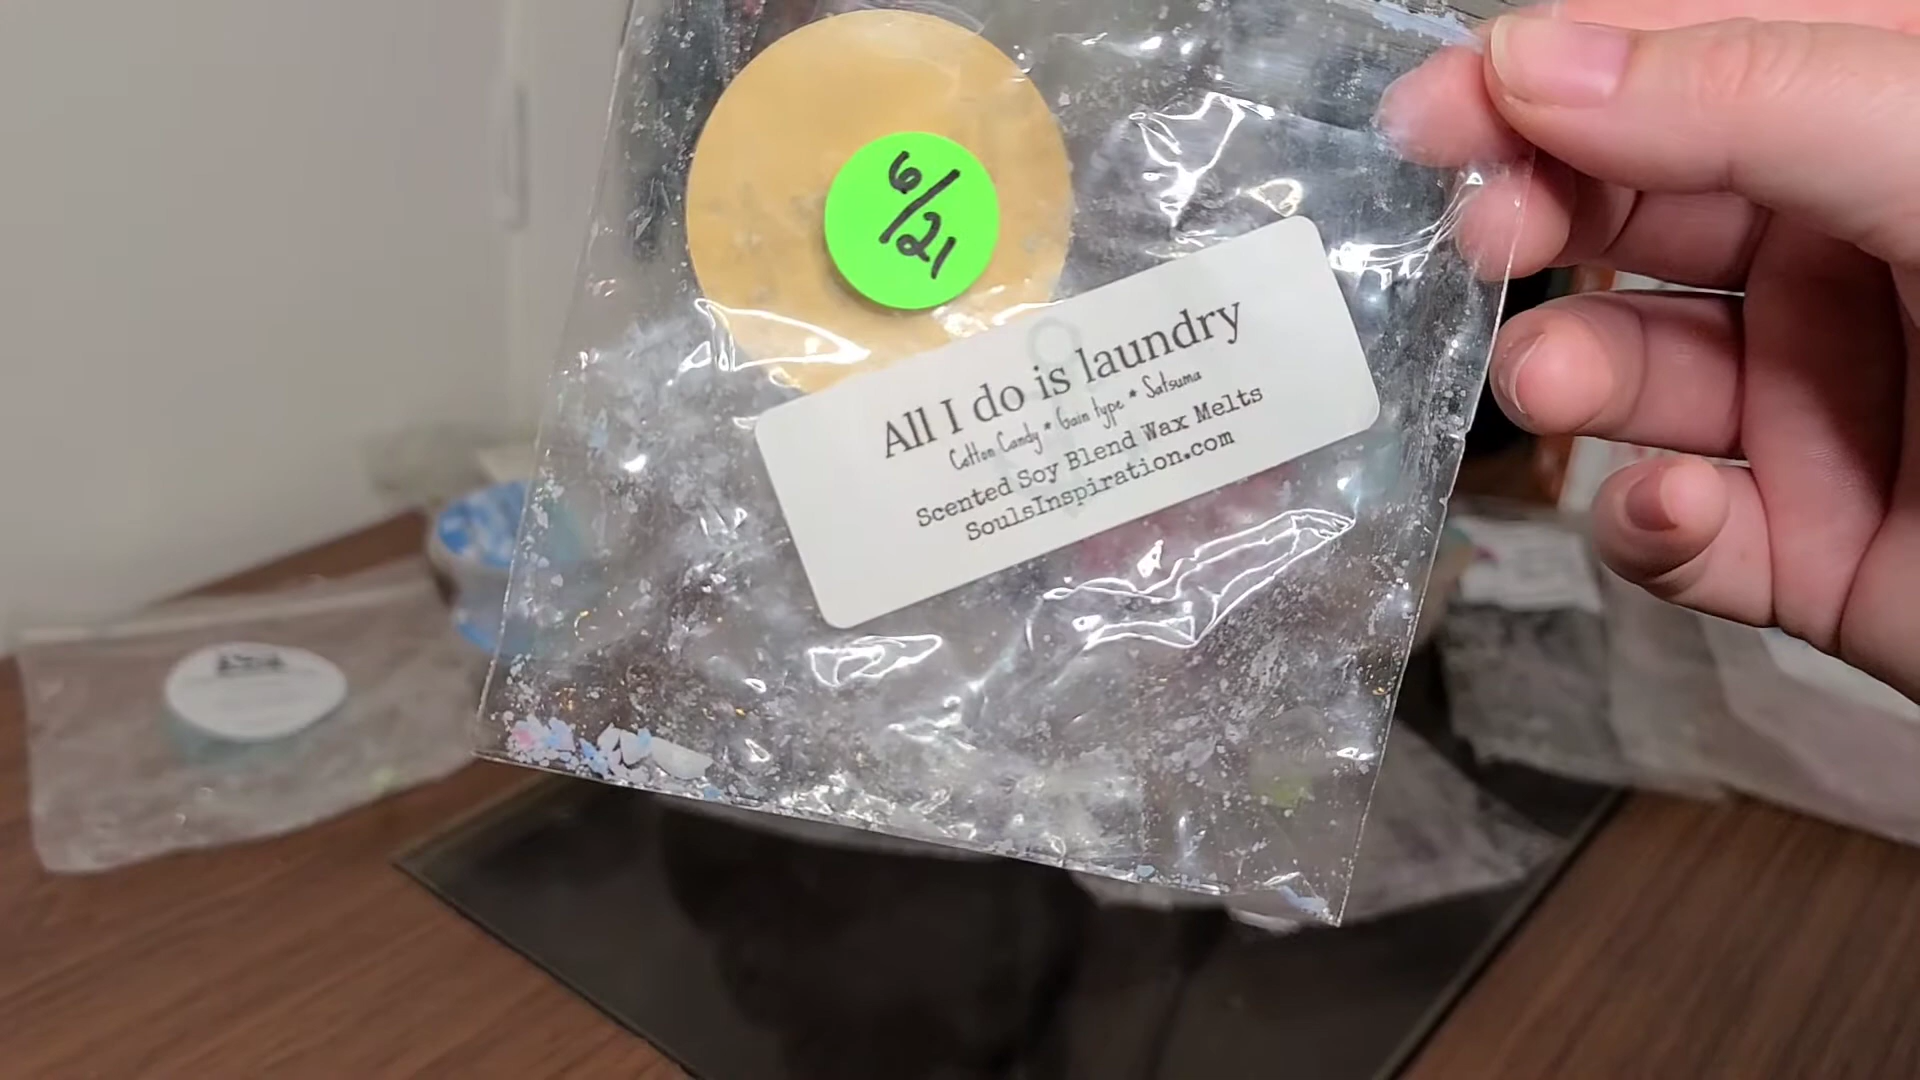 6/21
All I do is laundry
Cotton Candy * Gain type * Satsuma
Scented Soy Blend Wax Melts
SoulsInspiration.com